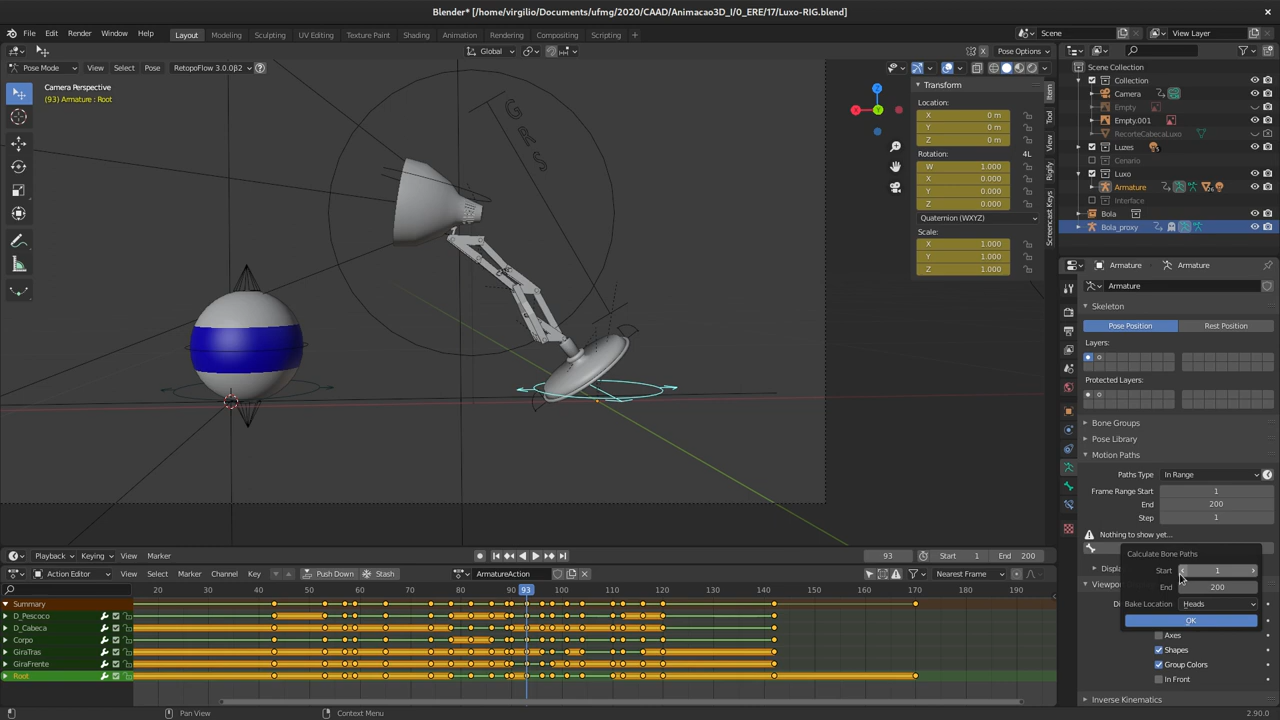 Blender* [/home/virgilio/Documents/ufmg/2020/CAAD/Animacao3D_I/0_ERE/17/Luxo-RIG.blend]
File Edit Render Window Help Layout Modeling Sculpting UV Editing Texture Paint Shading Animation Rendering Compositing Scripting + Scene View Layer
Global Pose Options
Pose Mode View Select Pose RetopoFlow 3.0.0β2
Camera Perspective
(93) Armature : Root
Transform
Location:
X 0 m
Y 0 m
Z 0 m
Rotation: 4L
W 1.000
X 0.000
Y 0.000
Z 0.000
Quaternion (WXYZ)
Scale:
X 1.000
Y 1.000
Z 1.000
Item
Tool
View
Rigify
Screencast Keys
X
Y
Z
Scene Collection
Collection
Camera
Empty
Empty.001
RecorteCabecaLuxo
Luzes
Cenario
Luxo
Armature
Interface
Bola
Bola_proxy
Armature Armature
Armature
Skeleton
Pose Position Rest Position
Layers:
Protected Layers:
Bone Groups
Pose Library
Motion Paths
Paths Type In Range
Frame Range Start 1
End 200
Step 1
Nothing to show yet...
Calculate Bone Paths
Start 1
End 200
Bake Location Heads
OK
Axes
Shapes
Group Colors
In Front
Inverse Kinematics
Playback Keying View Marker 93 Start 1 End 200
Action Editor View Select Marker Channel Key Push Down Stash ArmatureAction Nearest Frame
20 30 40 50 60 70 80 90 93 100 110 120 130 140 150 160 170 180 190
Summary
D_Pescoco
D_Cabeca
Corpo
GiraTras
GiraFrente
Root
Select Pan View Context Menu 2.90.0